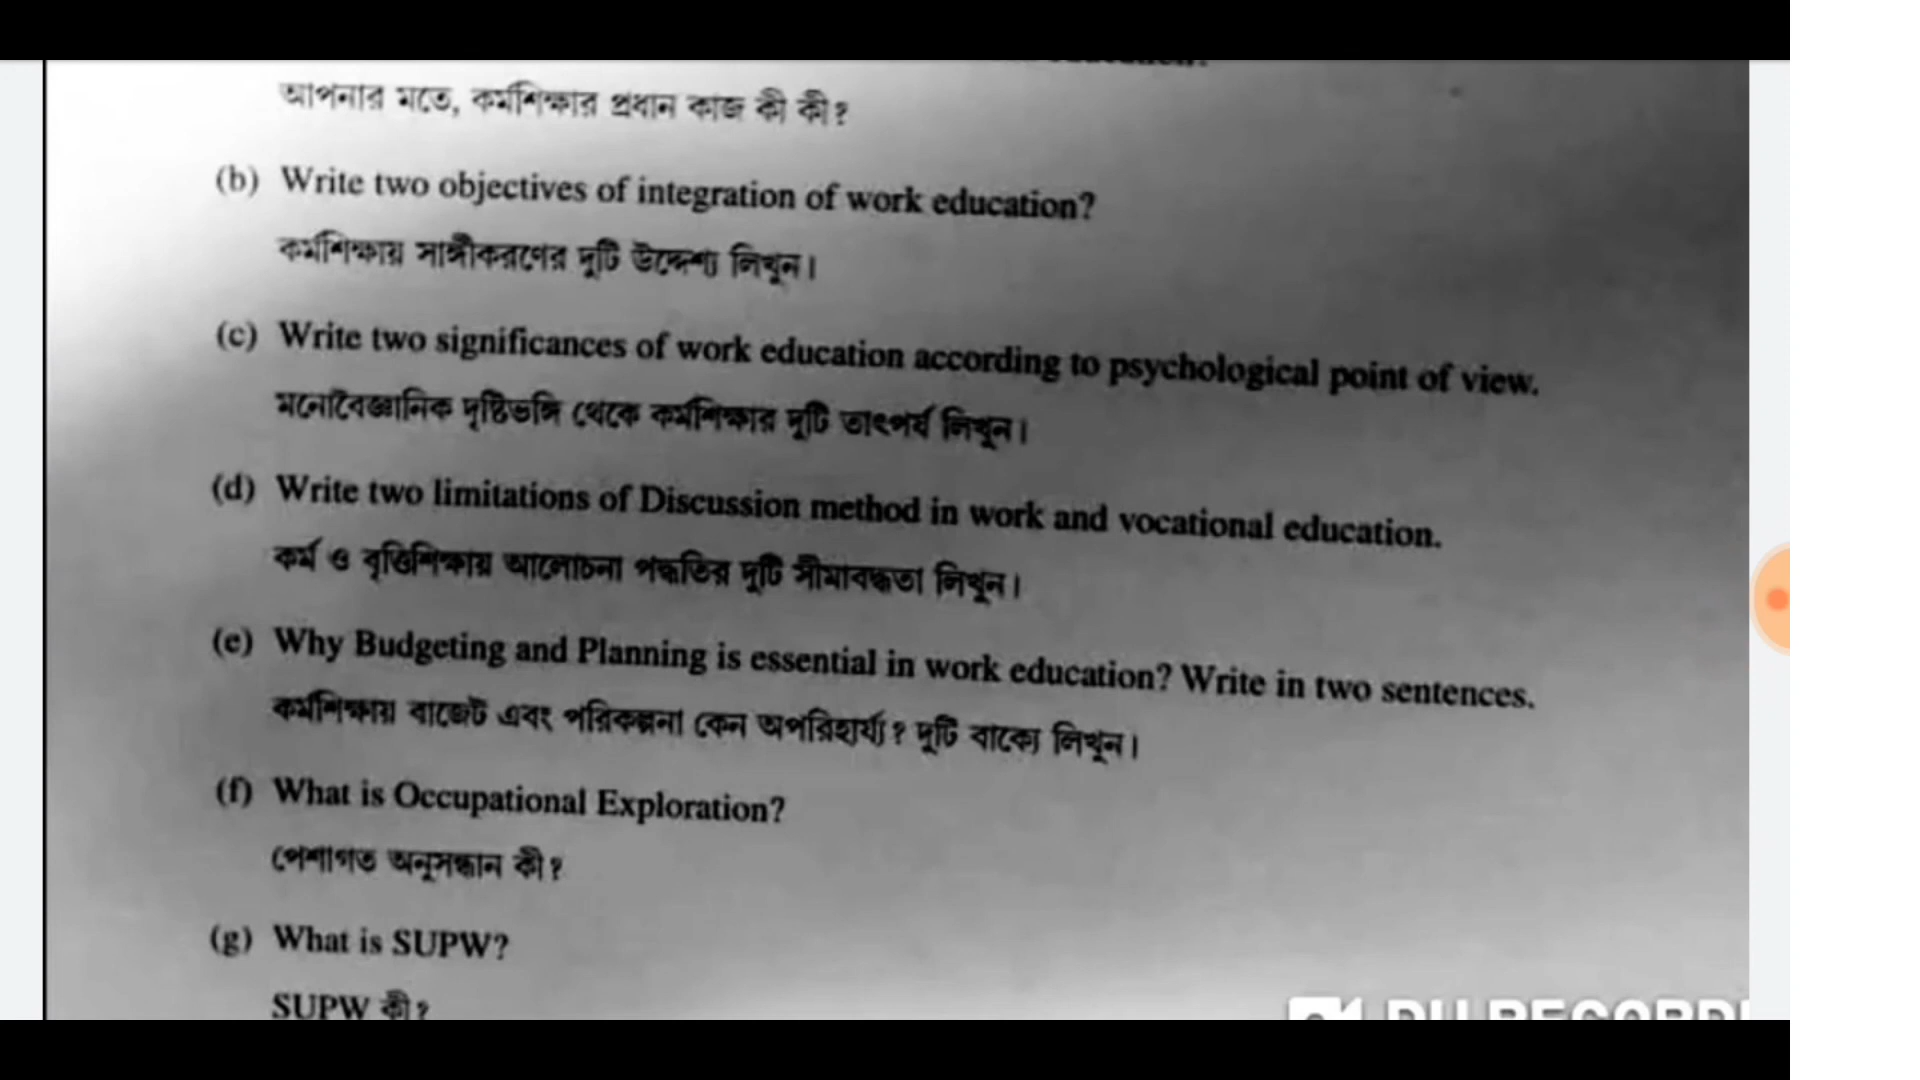 আপনার মতে, কর্মশিক্ষার প্রধান কাজ কী কী?
(b) Write two objectives of integration of work education?
কর্মশিক্ষায় সাঙ্গীকরণের দুটি উদ্দেশ্য লিখুন।
(c) Write two significances of work education according to psychological point of view.
মনোবৈজ্ঞানিক দৃষ্টিভঙ্গি থেকে কর্মশিক্ষার দুটি তাৎপর্য লিখুন।
(d) Write two limitations of Discussion method in work and vocational education.
কর্ম ও বৃত্তিশিক্ষায় আলোচনা পদ্ধতির দুটি সীমাবদ্ধতা লিখুন।
(e) Why Budgeting and Planning is essential in work education? Write in two sentences.
কর্মশিক্ষায় বাজেট এবং পরিকল্পনা কেন অপরিহার্য্য? দুটি বাক্যে লিখুন।
(f) What is Occupational Exploration?
পেশাগত অনুসন্ধান কী?
(g) What is SUPW?
SUPW কী?